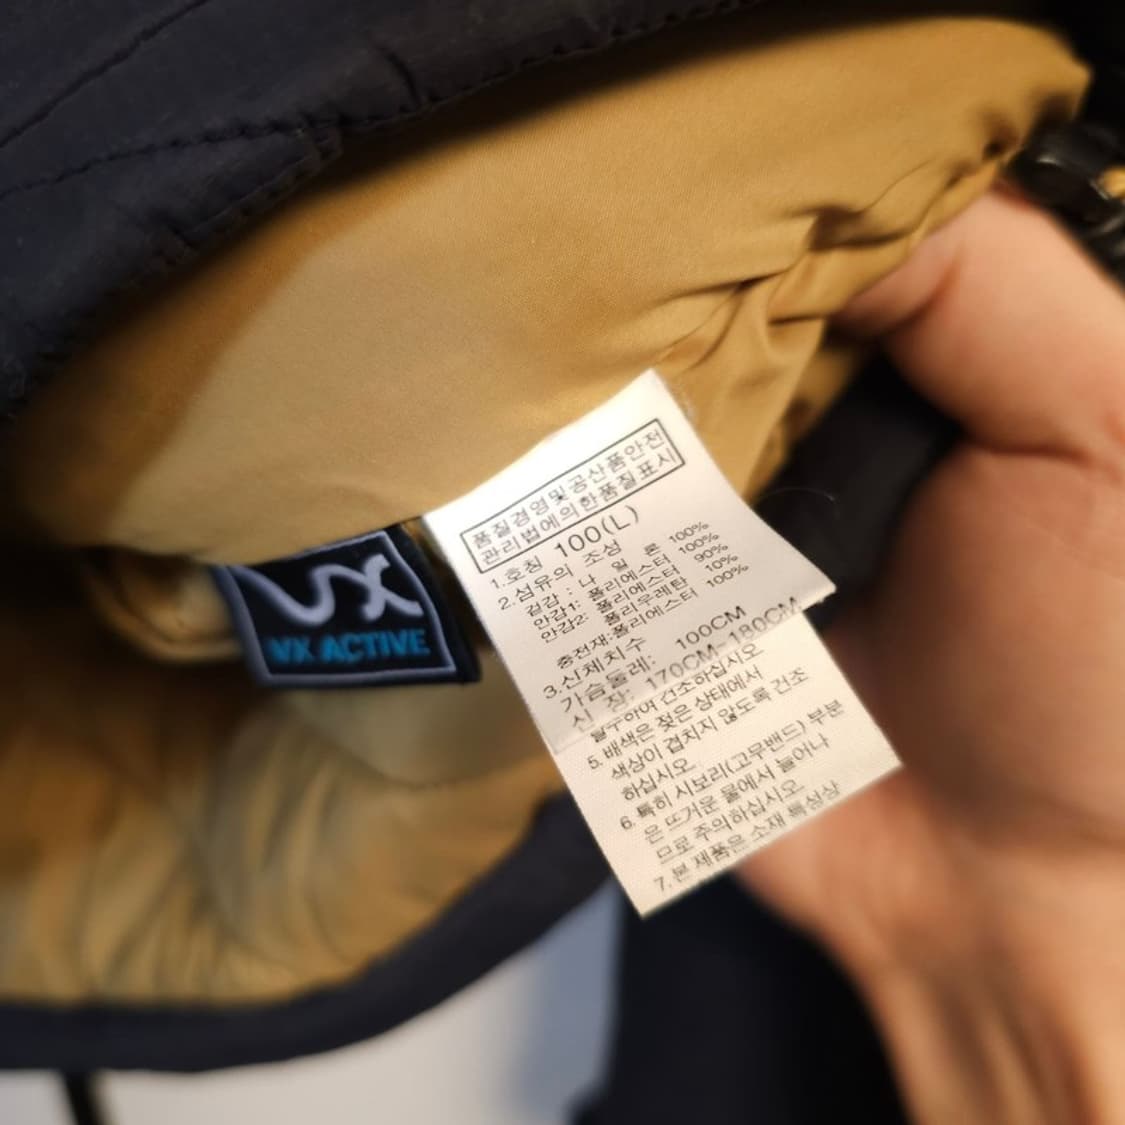 VX
VX ACTIVE
품질경영및공산품안전
관리법에의한품질표시
1.호칭 100(L)
2.섬유의 조성
겉감 : 나 일 론 100%
안감1: 폴리에스터 100%
안감2: 폴리에스터 90%
폴리우레탄 10%
충전재:폴리에스터 100%
3.신체치수
가슴둘레: 100CM
신 장: 170CM-180CM
탈수하여 건조하십시오
5. 배색은 젖은 상태에서
색상이 겹치지 않도록 건조
하십시오.
6. 특히 시보리(고무밴드) 부분
은 뜨거운 물에서 늘어나
므로 주의하십시오
7.본 제품은 소재 특성상